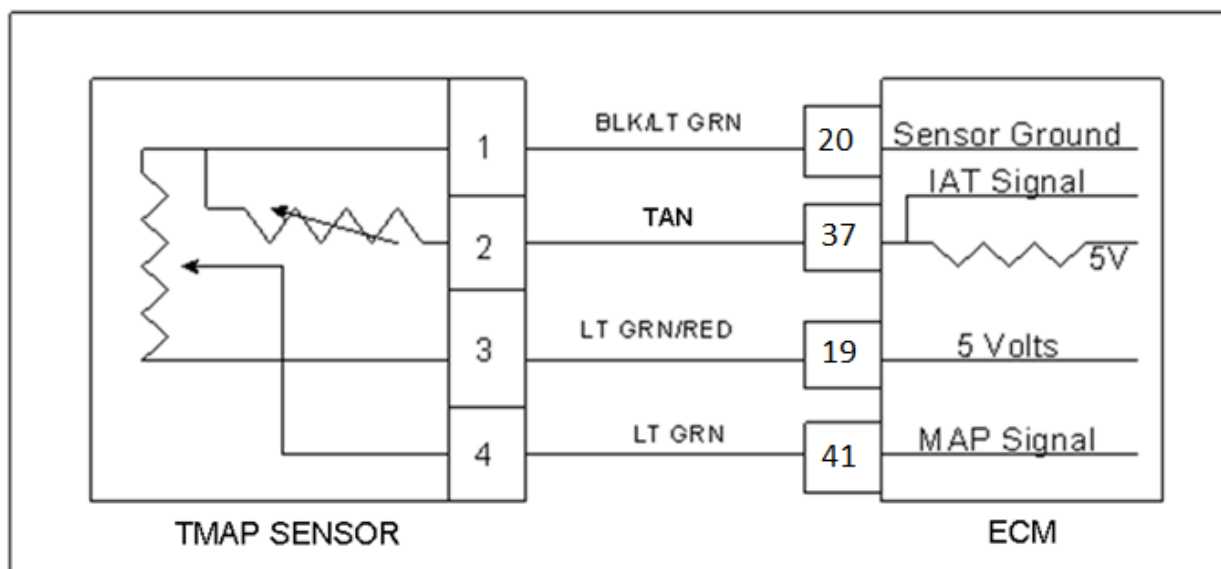 1 BLK/LT GRN 20 Sensor Ground
IAT Signal
2 TAN 37 5V
3 LT GRN/RED 19 5 Volts
4 LT GRN 41 MAP Signal
TMAP SENSOR ECM